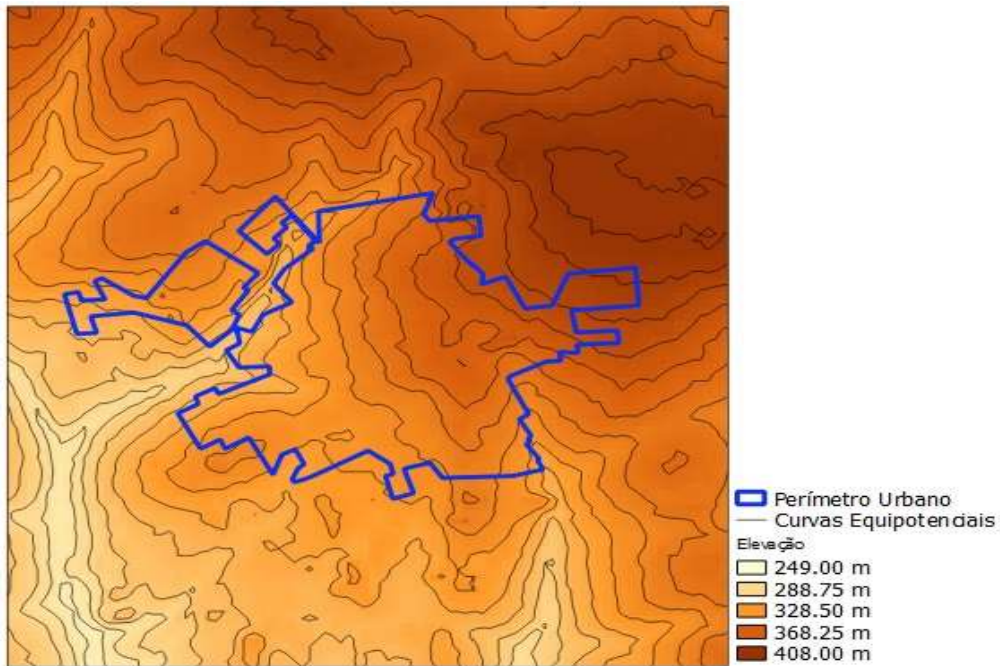 Perímetro Urbano
Curvas Equipotenciais
Elevação
249.00 m
288.75 m
328.50 m
368.25 m
408.00 m